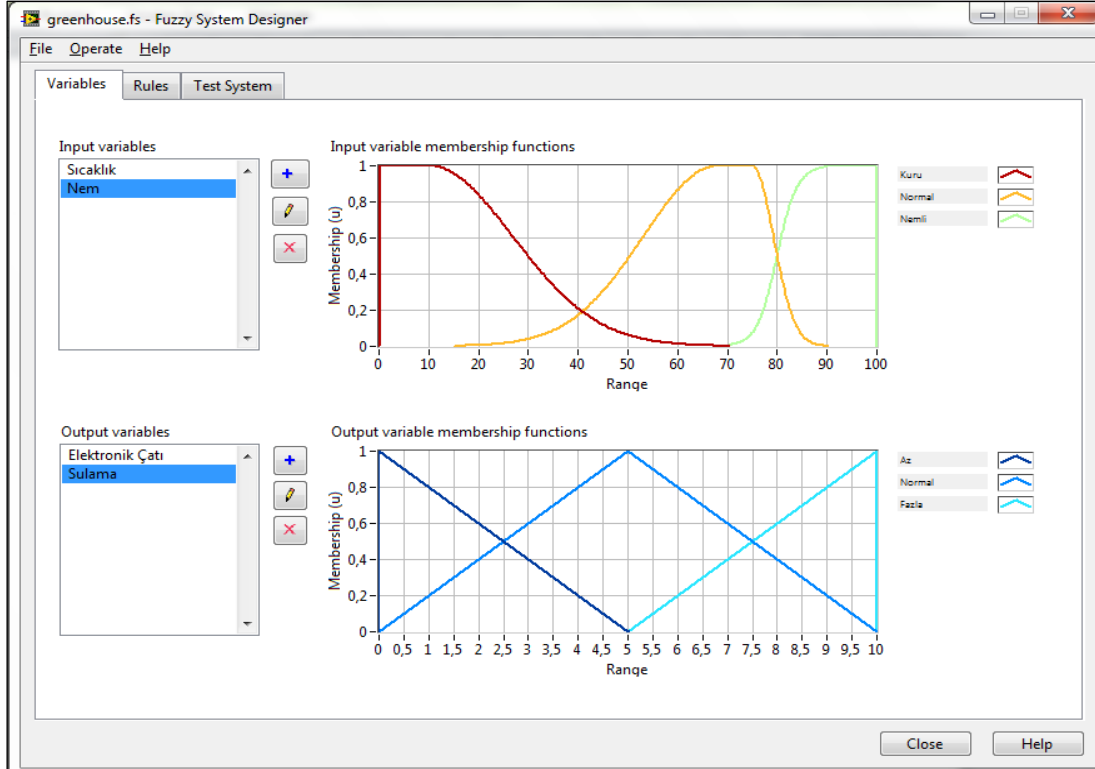 greenhouse.fs - Fuzzy System Designer
File Operate Help
Variables Rules Test System
Input variables
Sıcaklık
Nem
Input variable membership functions
Membership (u)
1
0,8
0,6
0,4
0,2
0
0 10 20 30 40 50 60 70 80 90 100
Range
Kuru
Normal
Nemli
Output variables
Elektronik Çatı
Sulama
Output variable membership functions
Membership (u)
1
0,8
0,6
0,4
0,2
0
0 0,5 1 1,5 2 2,5 3 3,5 4 4,5 5 5,5 6 6,5 7 7,5 8 8,5 9 9,5 10
Range
Az
Normal
Fazla
Close Help